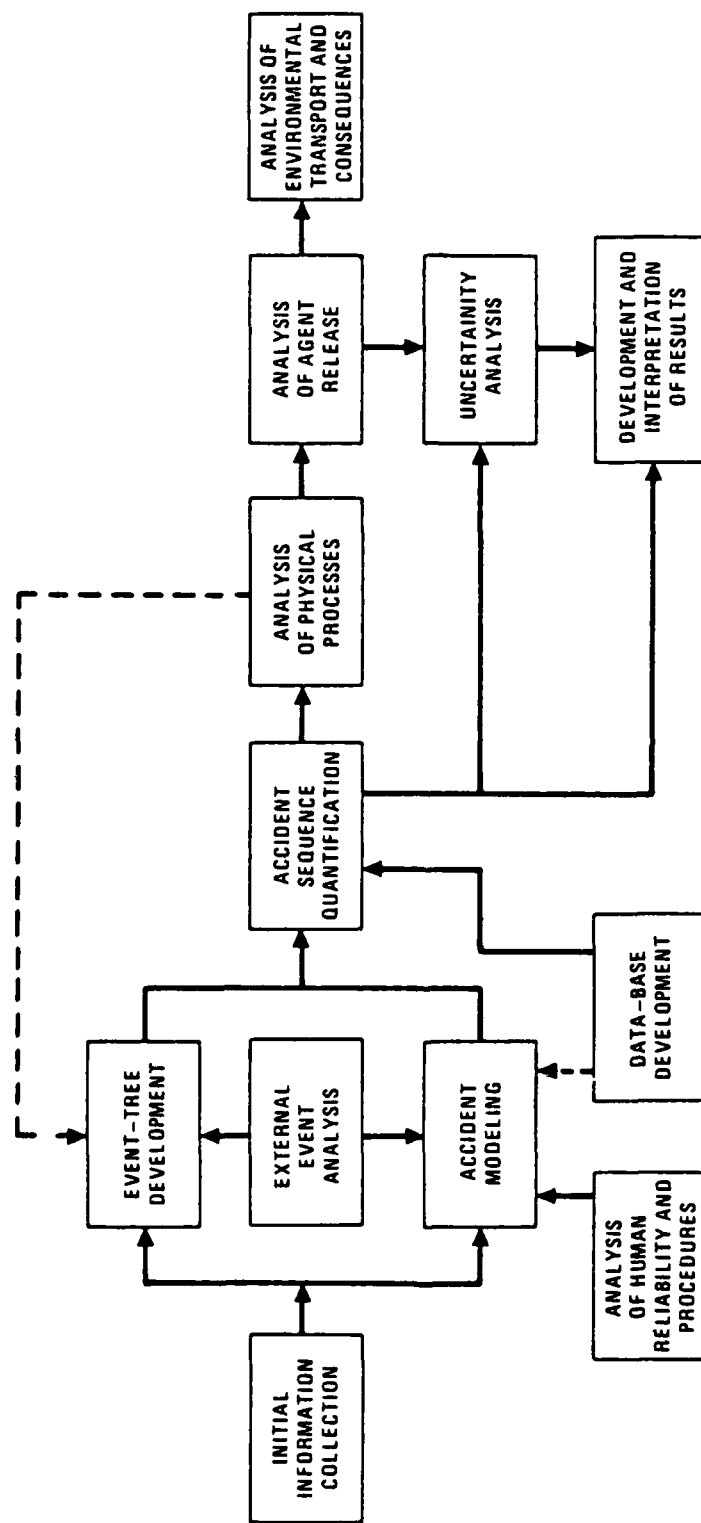 INITIAL
INFORMATION
COLLECTION
EVENT-TREE
DEVELOPMENT
EXTERNAL
EVENT
ANALYSIS
ACCIDENT
MODELING
ANALYSIS
OF HUMAN
RELIABILITY AND
PROCEDURES
DATA-BASE
DEVELOPMENT
ACCIDENT
SEQUENCE
QUANTIFICATION
ANALYSIS
OF PHYSICAL
PROCESSES
ANALYSIS
OF AGENT
RELEASE
ANALYSIS OF
ENVIRONMENTAL
TRANSPORT AND
CONSEQUENCES
UNCERTAINITY
ANALYSIS
DEVELOPMENT AND
INTERPRETATION
OF RESULTS